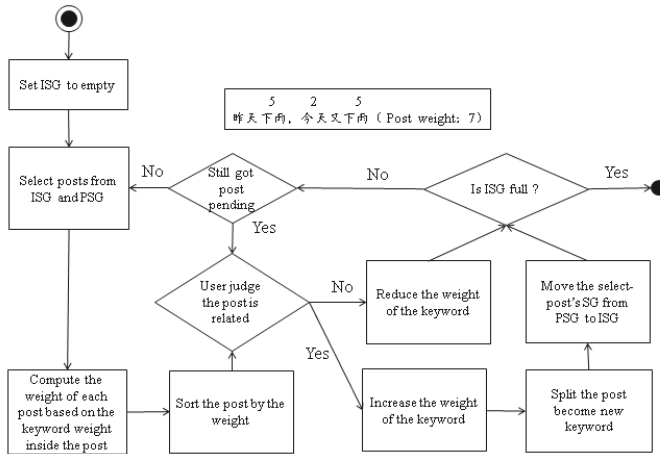 Set ISG to empty
5 2 5
昨天下雨，今天又下雨 ( Post weight: 7)
Select posts from
ISG and PSG
No
Still got
post
pending
No
Is ISG full ?
Yes
Yes
User judge
the post is
related
No
Reduce the weight
of the keyword
Move the select-
post's SG from
PSG to ISG
Yes
Compute the
weight of each
post based on the
keyword weight
inside the post
Sort the post by the
weight
Increase the weight
of the keyword
Split the post
become new
keyword